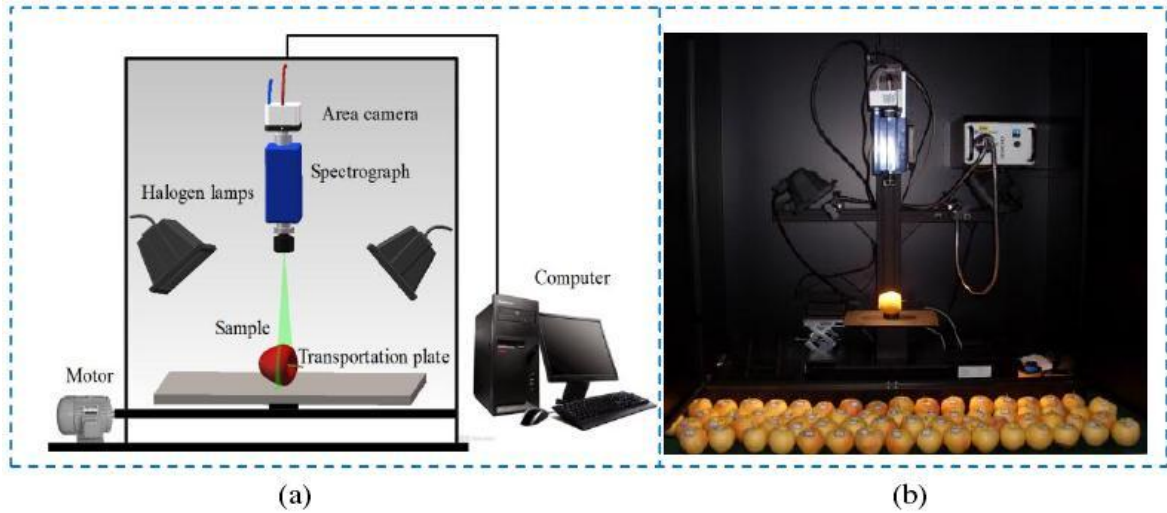 Area camera
Spectrograph
Halogen lamps
Computer
Sample
Transportation plate
Motor
(a)
(b)